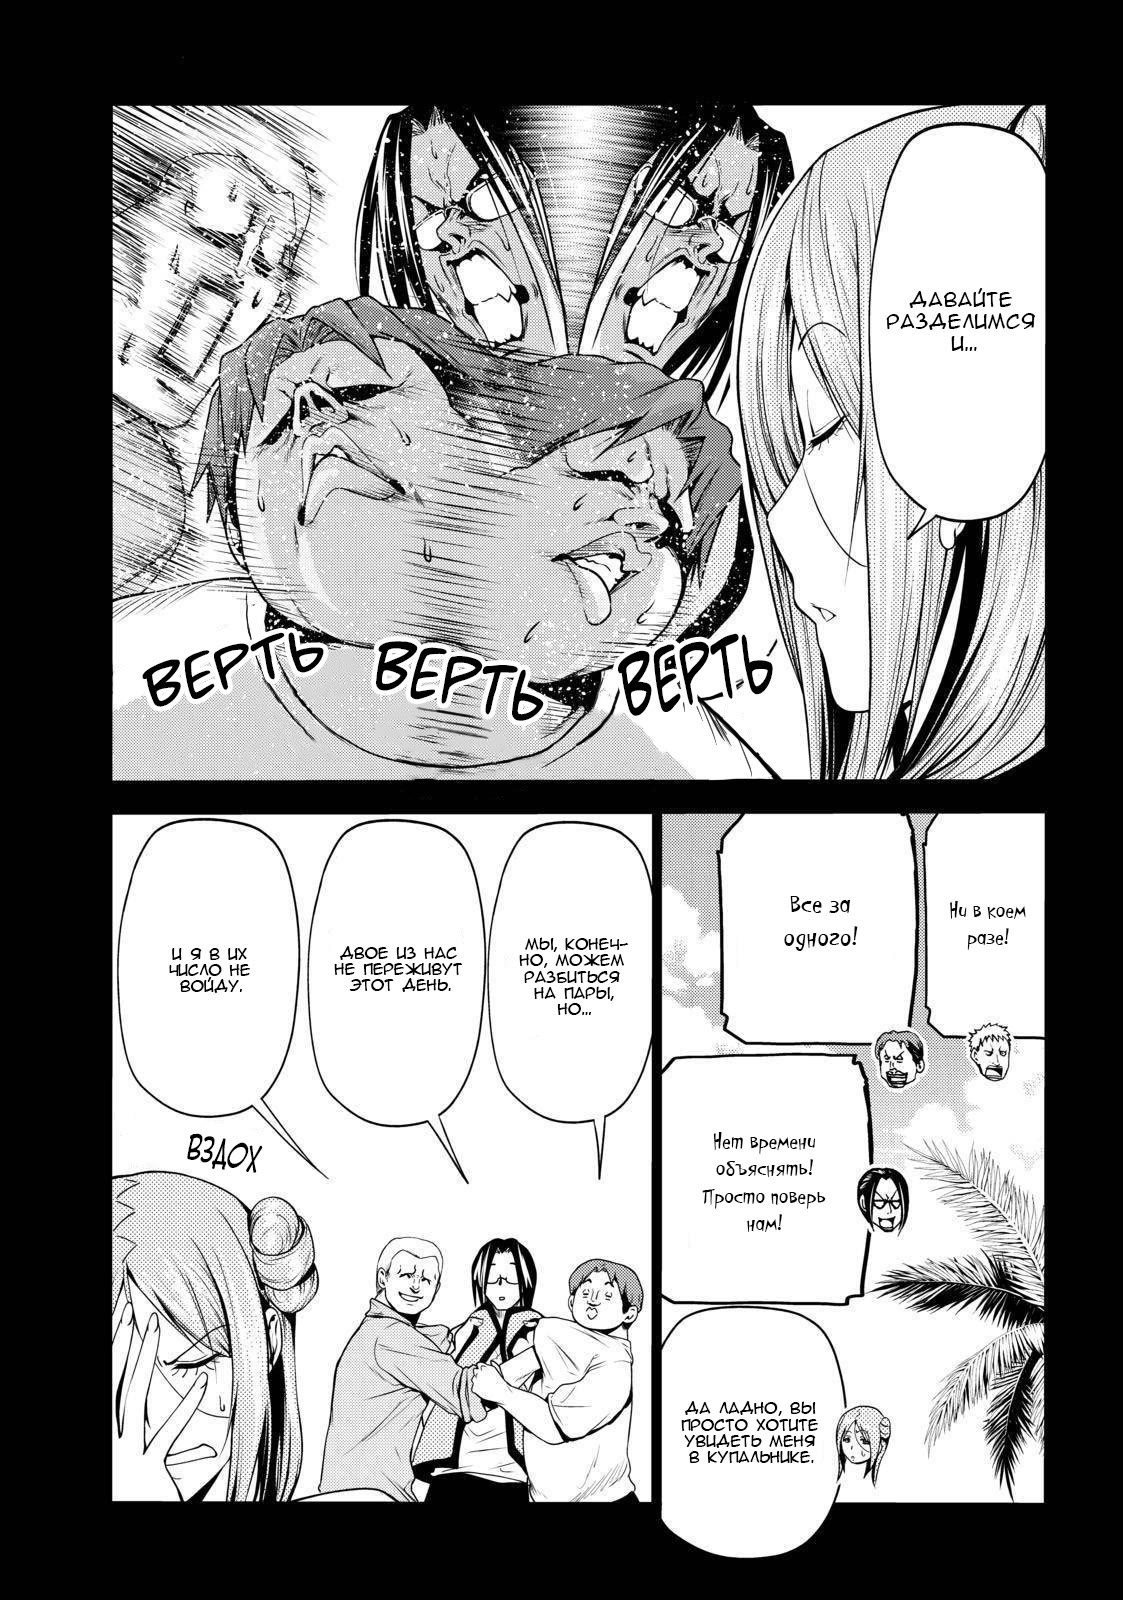 ДАВАЙТЕ
РАЗДЕЛИМСЯ
И...
ВЕРТЬ
ВЕРТЬ
ВЕРТЬ
Ни в коем
разе!
Все за
одного!
Нет времени
объяснять!
Просто поверь
нам!
ДА ЛАДНО, ВЫ
ПРОСТО ХОТИТЕ
УВИДЕТЬ МЕНЯ
В КУПАЛЬНИКЕ.
МЫ, КОНЕЧ-
НО, МОЖЕМ
РАЗБИТЬСЯ
НА ПАРЫ,
НО...
ДВОЕ ИЗ НАС
НЕ ПЕРЕЖИВУТ
ЭТОТ ДЕНЬ.
И Я В ИХ
ЧИСЛО НЕ
ВОЙДУ.
ВЗДОХ